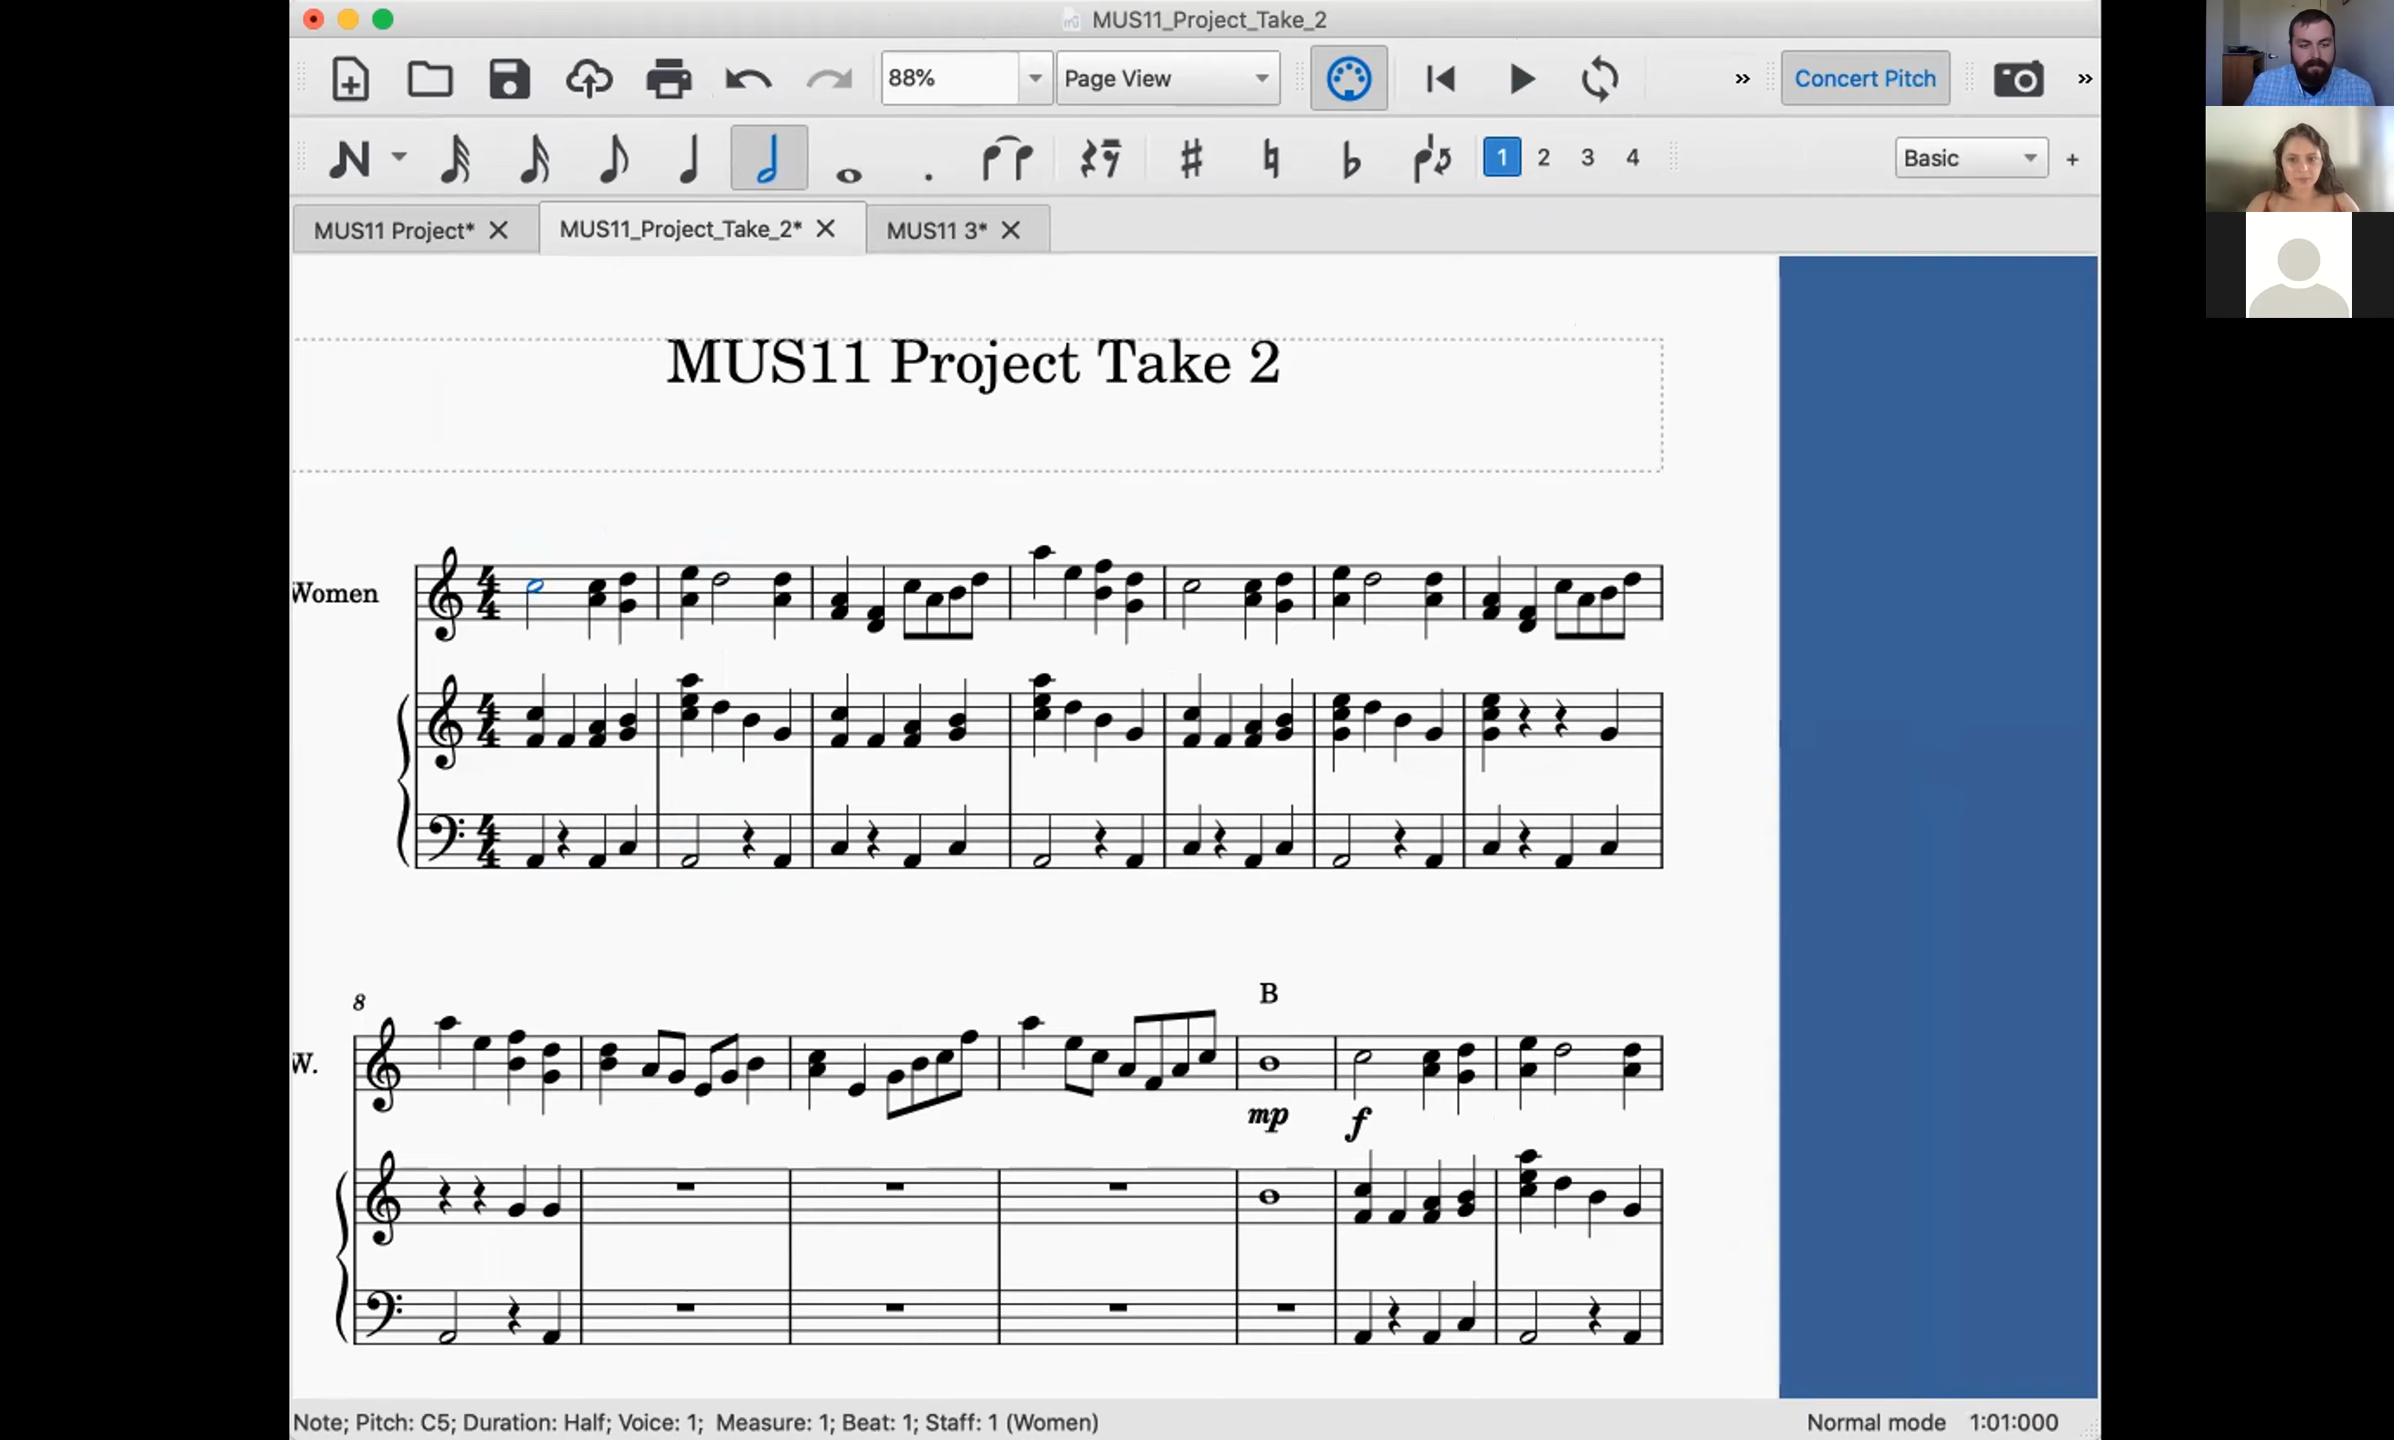 MUS11_Project_Take_2
88% Page View » Concert Pitch »
1 2 3 4 Basic +
MUS11 Project* MUS11_Project_Take_2* MUS11 3*
MUS11 Project Take 2
Women
8
B
W.
mp f
Note; Pitch: C5; Duration: Half; Voice: 1; Measure: 1; Beat: 1; Staff: 1 (Women) Normal mode 1:01:000